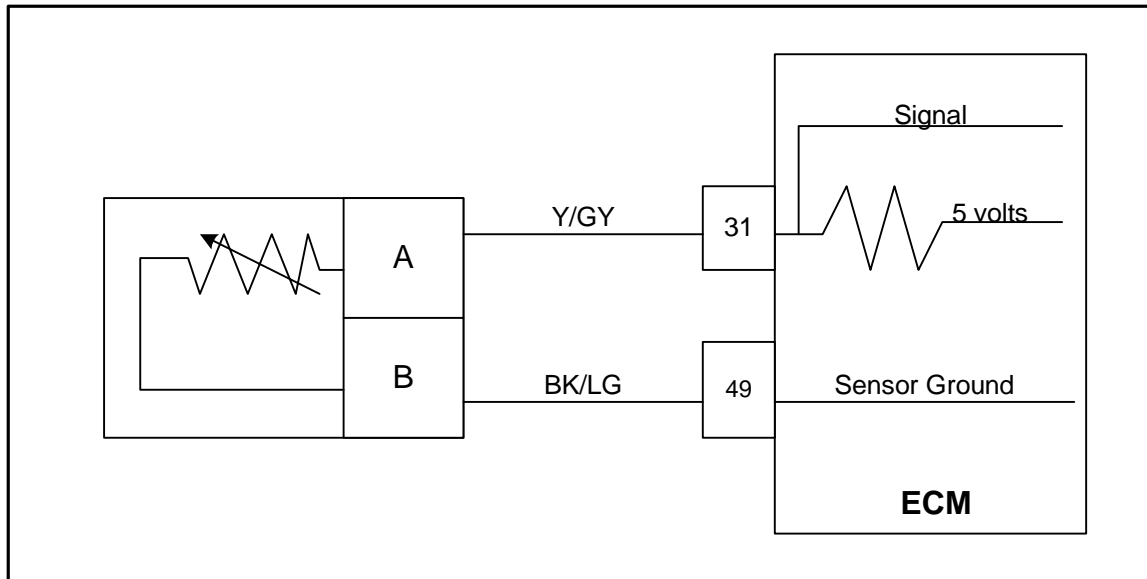 Signal
5 volts
Y/GY
31
A
B
BK/LG
49
Sensor Ground
ECM